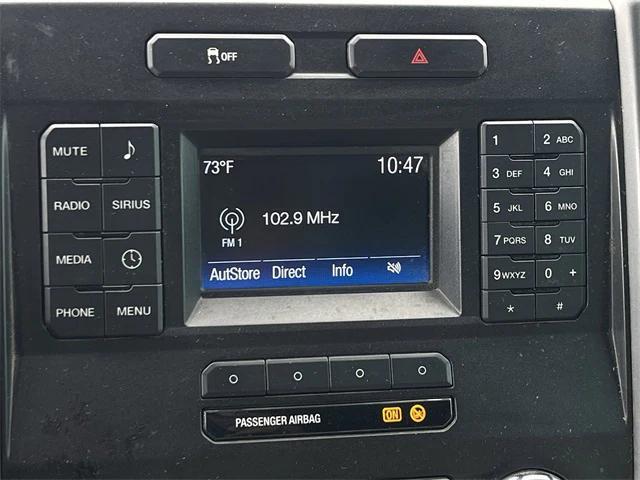 OFF
MUTE
RADIO SIRIUS
MEDIA
PHONE MENU
73°F 10:47
102.9 MHz
FM 1
AutStore Direct Info
1 2 ABC
3 DEF 4 GHI
5 JKL 6 MNO
7 PQRS 8 TUV
9 WXYZ 0 +
* #
PASSENGER AIRBAG ON